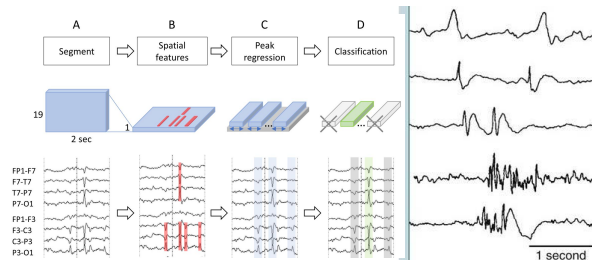 A B C D
Segment
Spatial
features
Peak
regression
Classification
19
1
2 sec
... ...
FP1-F7
F7-T7
T7-P7
P7-O1
FP1-F3
F3-C3
C3-P3
P3-O1
1 second